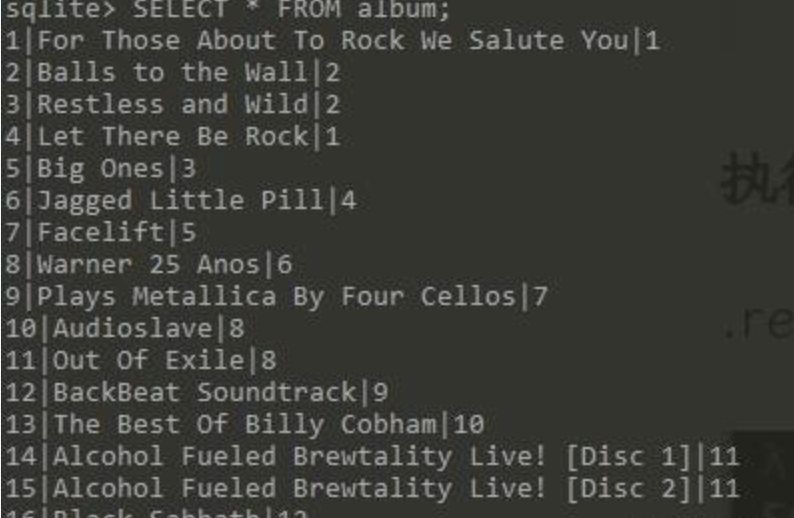 sqlite> SELECT * FROM album;
1|For Those About To Rock We Salute You|1
2|Balls to the Wall|2
3|Restless and Wild|2
4|Let There Be Rock|1
5|Big Ones|3
6|Jagged Little Pill|4
7|Facelift|5
8|Warner 25 Anos|6
9|Plays Metallica By Four Cellos|7
10|Audioslave|8
11|Out Of Exile|8
12|BackBeat Soundtrack|9
13|The Best Of Billy Cobham|10
14|Alcohol Fueled Brewtality Live! [Disc 1]|11
15|Alcohol Fueled Brewtality Live! [Disc 2]|11
16|Black Sabbath|12
执行
.re